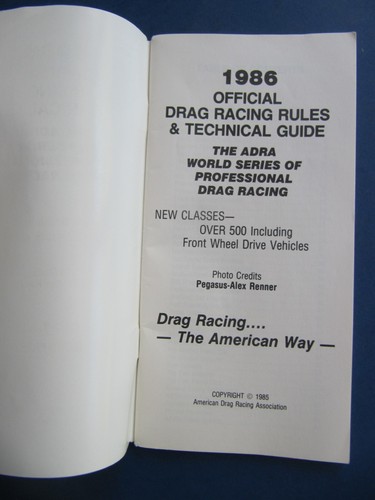 1986
OFFICIAL
DRAG RACING RULES
& TECHNICAL GUIDE
THE ADRA
WORLD SERIES OF
PROFESSIONAL
DRAG RACING
NEW CLASSES—
OVER 500 Including
Front Wheel Drive Vehicles
Photo Credits
Pegasus-Alex Renner
Drag Racing....
— The American Way —
COPYRIGHT © 1985
American Drag Racing Association